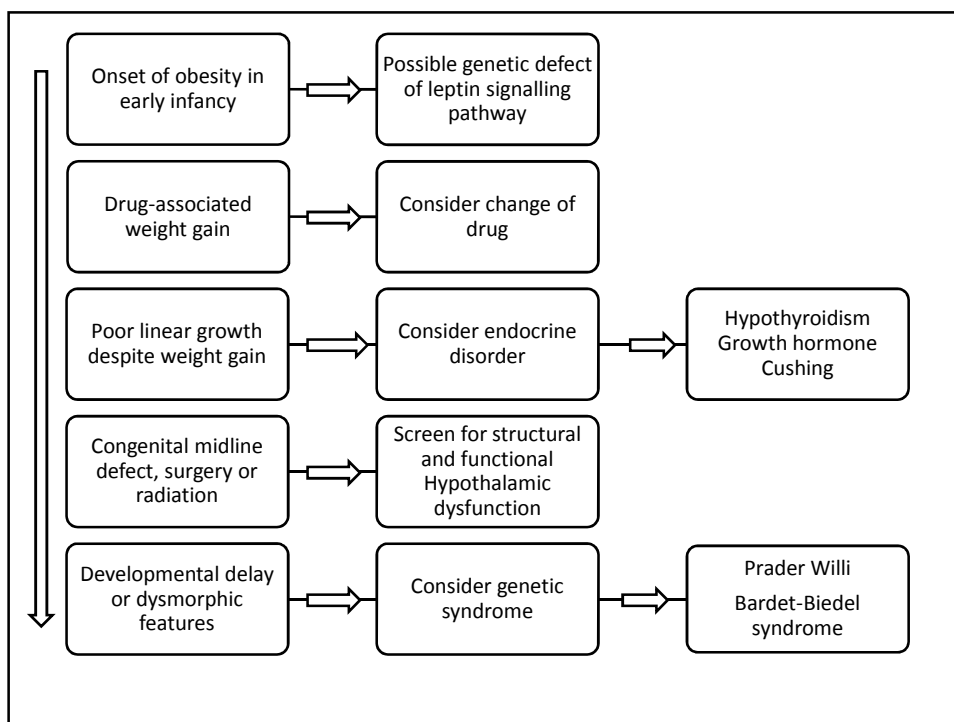 Onset of obesity in
early infancy
Possible genetic defect
of leptin signalling
pathway
Drug-associated
weight gain
Consider change of
drug
Poor linear growth
despite weight gain
Consider endocrine
disorder
Hypothyroidism
Growth hormone
Cushing
Congenital midline
defect, surgery or
radiation
Screen for structural
and functional
Hypothalamic
dysfunction
Developmental delay
or dysmorphic
features
Consider genetic
syndrome
Prader Willi
Bardet-Biedel
syndrome